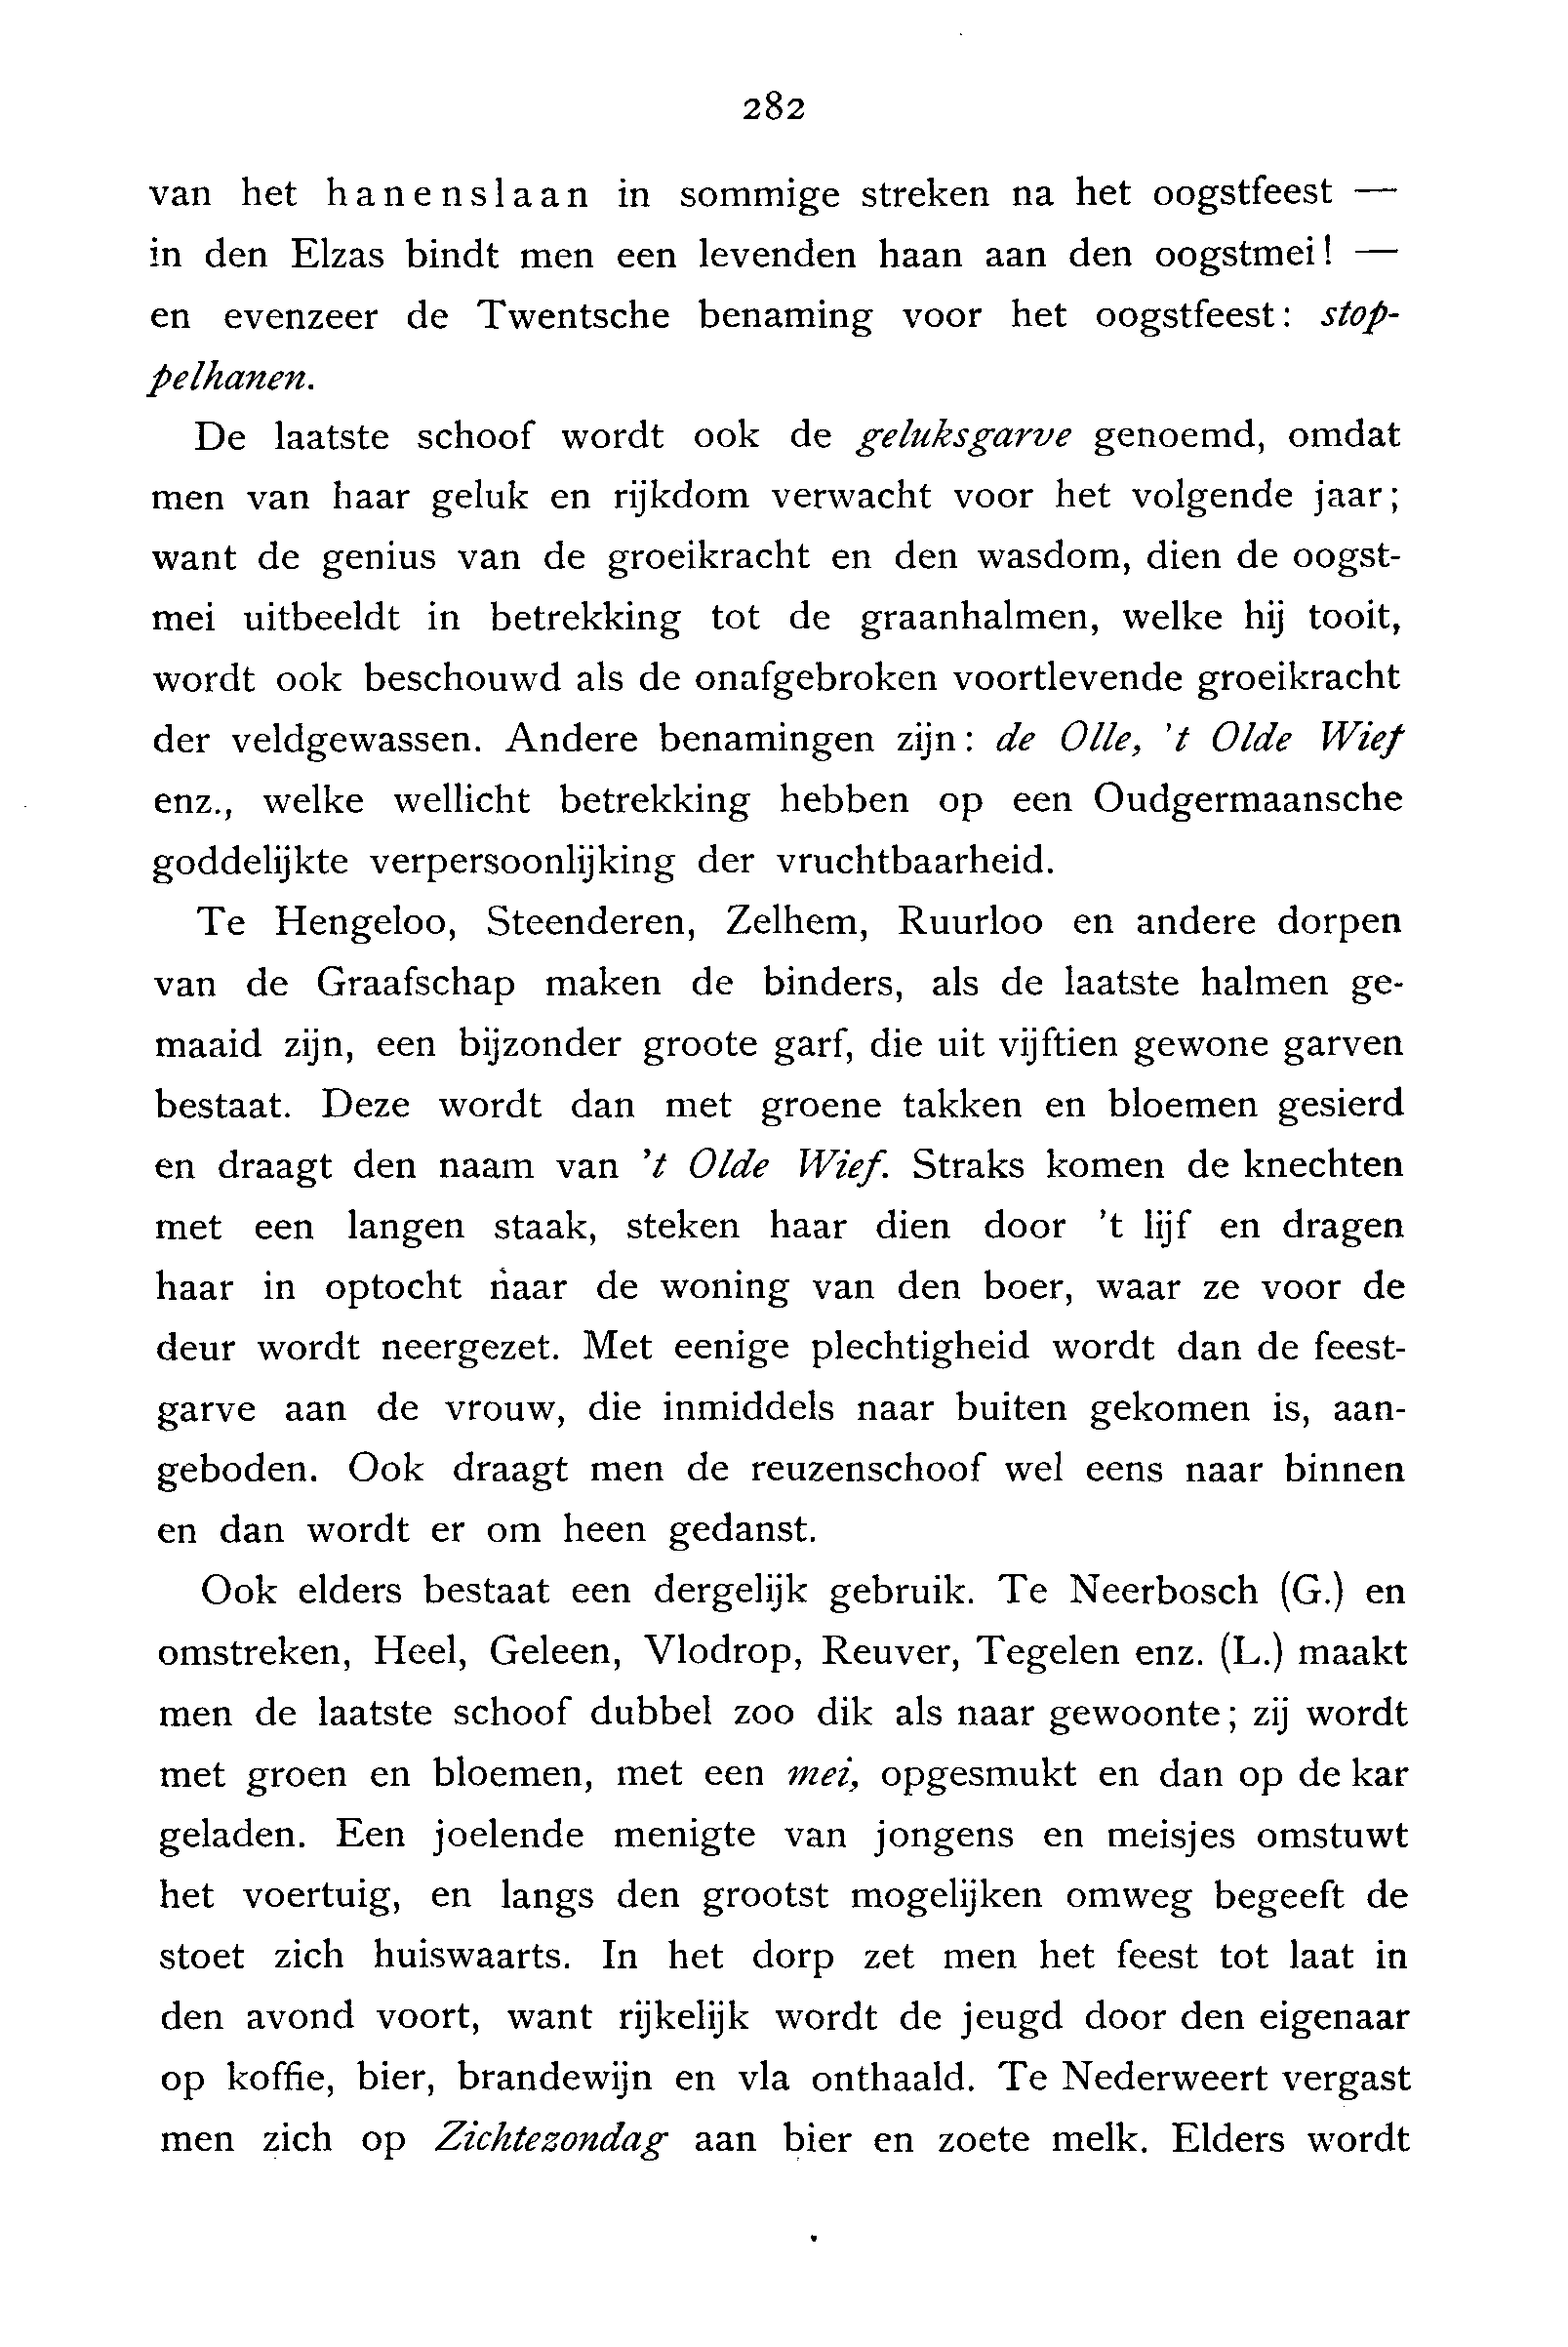 282
van het hanenslaan in sommige streken na het oogstfeest —
in den Elzas bindt men een levenden haan aan den oogstmei! —
en evenzeer de Twentsche benaming voor het oogstfeest: stop-
pelhanen.
De laatste schoof wordt ook de geluksgarve genoemd, omdat
men van haar geluk en rijkdom verwacht voor het volgende jaar;
want de genius van de groeikracht en den wasdom, dien de oogst-
mei uitbeeldt in betrekking tot de graanhalmen, welke hij tooit,
wordt ook beschouwd als de onafgebroken voortlevende groeikracht
der veldgewassen. Andere benamingen zijn: de Olle, 't Olde Wief
enz., welke wellicht betrekking hebben op een Oudgermaansche
goddelijkte verpersoonlijking der vruchtbaarheid.
Te Hengeloo, Steenderen, Zelhem, Ruurloo en andere dorpen
van de Graafschap maken de binders, als de laatste halmen ge-
maaid zijn, een bijzonder groote garf, die uit vijftien gewone garven
bestaat. Deze wordt dan met groene takken en bloemen gesierd
en draagt den naam van 't Olde Wief. Straks komen de knechten
met een langen staak, steken haar dien door 't lijf en dragen
haar in optocht naar de woning van den boer, waar ze voor de
deur wordt neergezet. Met eenige plechtigheid wordt dan de feest-
garve aan de vrouw, die inmiddels naar buiten gekomen is, aan-
geboden. Ook draagt men de reuzenschoof wel eens naar binnen
en dan wordt er om heen gedanst.
Ook elders bestaat een dergelijk gebruik. Te Neerbosch (G.) en
omstreken, Heel, Geleen, Vlodrop, Reuver, Tegelen enz. (L.) maakt
men de laatste schoof dubbel zoo dik als naar gewoonte; zij wordt
met groen en bloemen, met een mei, opgesmukt en dan op de kar
geladen. Een joelende menigte van jongens en meisjes omstuwt
het voertuig, en langs den grootst mogelijken omweg begeeft de
stoet zich huiswaarts. In het dorp zet men het feest tot laat in
den avond voort, want rijkelijk wordt de jeugd door den eigenaar
op koffie, bier, brandewijn en vla onthaald. Te Nederweert vergast
men zich op Zichtezondag aan bier en zoete melk. Elders wordt